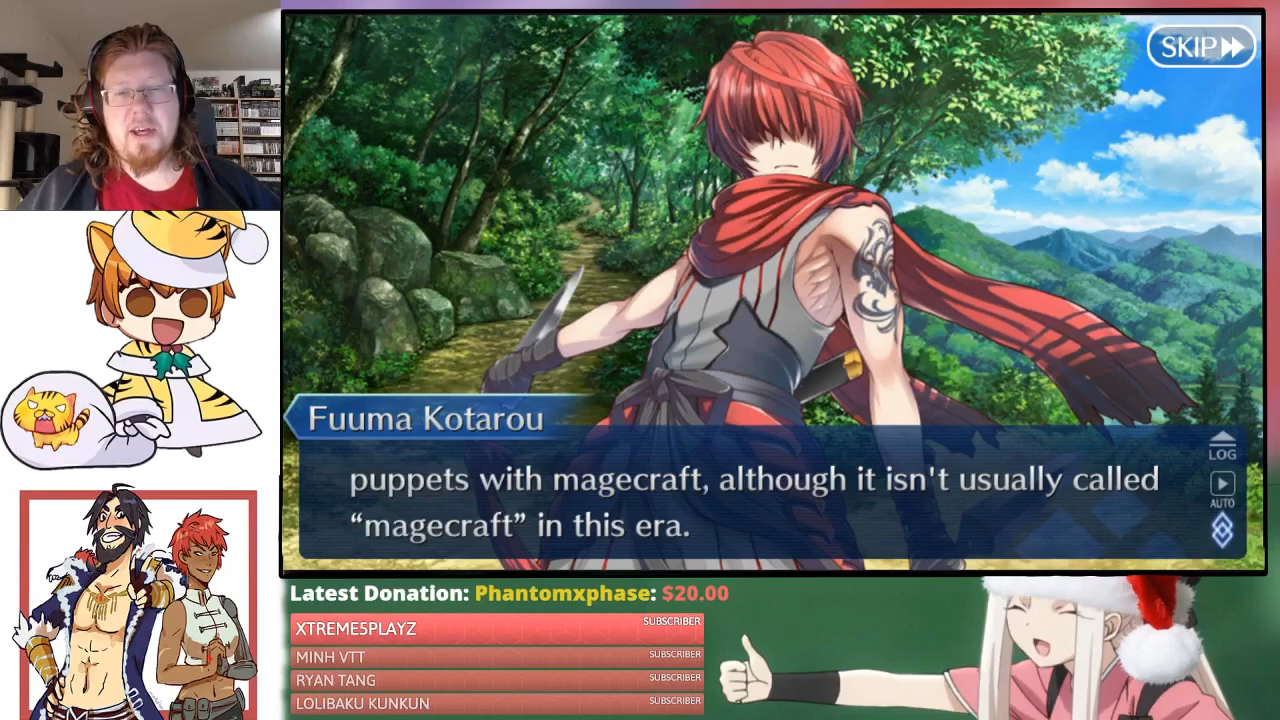 SKIP
Fuuma Kotarou
puppets with magecraft, although it isn't usually called
“magecraft” in this era.
LOG
AUTO
Latest Donation: Phantomxphase: $20.00
XTREME5PLAYZ SUBSCRIBER
MINH VTT SUBSCRIBER
RYAN TANG SUBSCRIBER
LOLIBAKU KUNKUN SUBSCRIBER